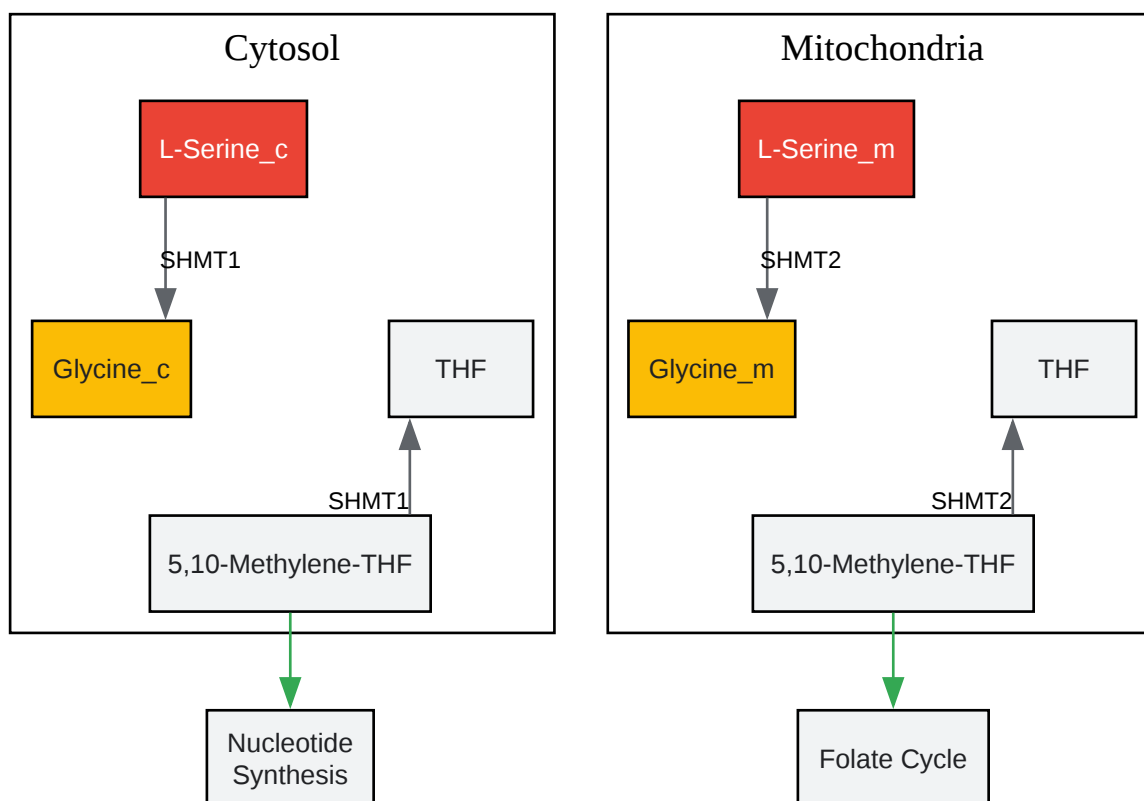 Cytosol
L-Serine_c
SHMT1
Glycine_c
THF
SHMT1
5,10-Methylene-THF
Nucleotide
Synthesis
Mitochondria
L-Serine_m
SHMT2
Glycine_m
THF
SHMT2
5,10-Methylene-THF
Folate Cycle